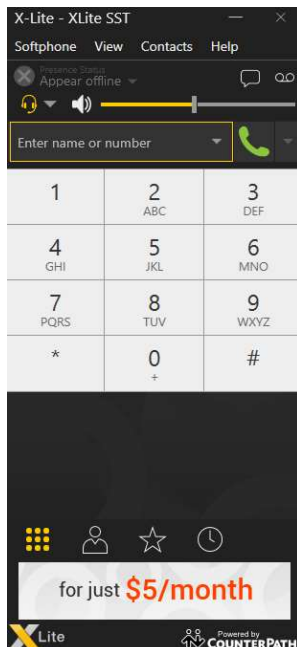 X-Lite - XLite SST
Softphone View Contacts Help
Presence Status
Appear offline
Enter name or number
1 2 3
ABC DEF
4 5 6
GHI JKL MNO
7 8 9
PQRS TUV WXYZ
* 0 #
+
for just $5/month
X Lite Powered by
COUNTERPATH